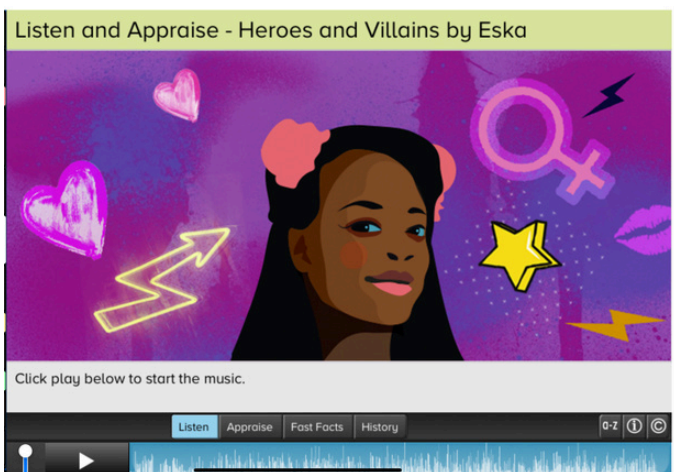 Listen and Appraise - Heroes and Villains by Eska
Click play below to start the music.
Listen Appraise Fast Facts History a-z i ©